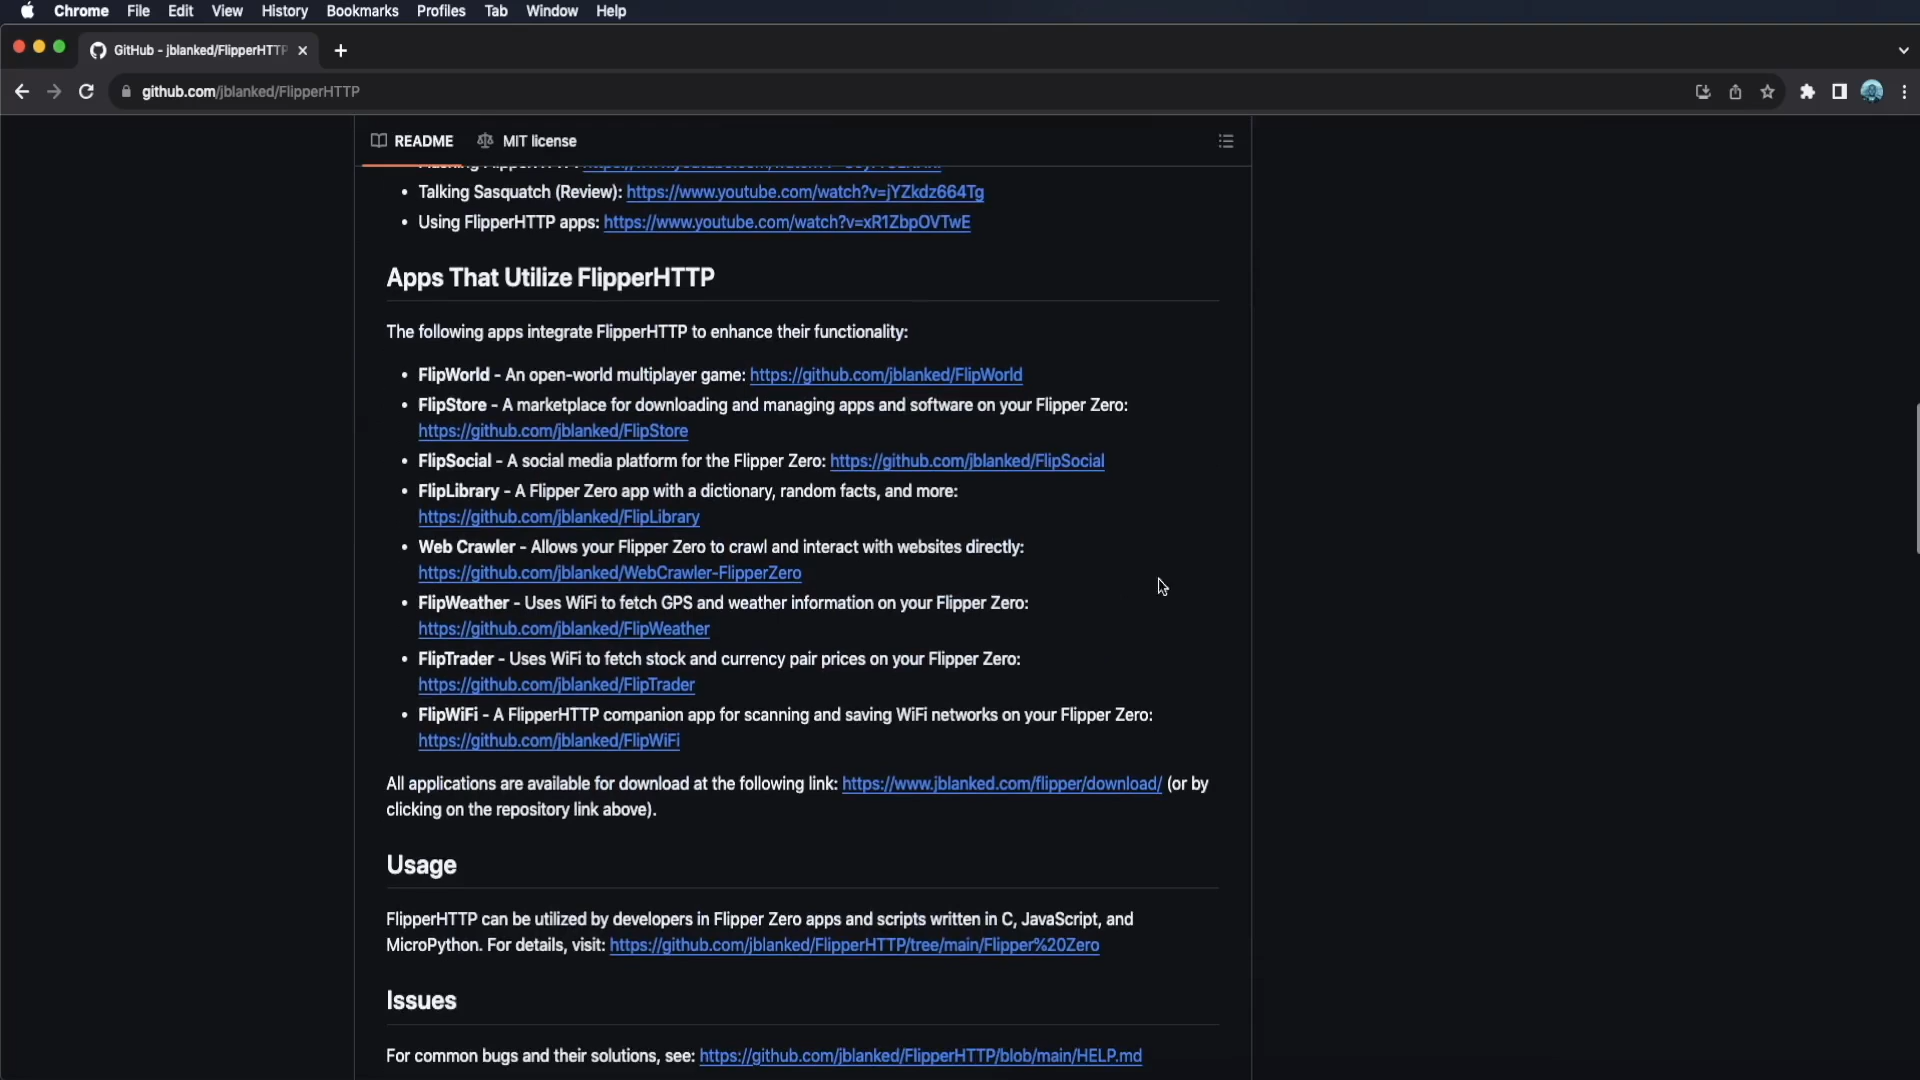 Chrome File Edit View History Bookmarks Profiles Tab Window Help
GitHub - jblanked/FlipperHTTP
github.com/jblanked/FlipperHTTP
README MIT license
Talking Sasquatch (Review): https://www.youtube.com/watch?v=jYZkdz664Tg
Using FlipperHTTP apps: https://www.youtube.com/watch?v=xR1ZbpOVTwE
Apps That Utilize FlipperHTTP
The following apps integrate FlipperHTTP to enhance their functionality:
FlipWorld - An open-world multiplayer game: https://github.com/jblanked/FlipWorld
FlipStore - A marketplace for downloading and managing apps and software on your Flipper Zero:
https://github.com/jblanked/FlipStore
FlipSocial - A social media platform for the Flipper Zero: https://github.com/jblanked/FlipSocial
FlipLibrary - A Flipper Zero app with a dictionary, random facts, and more:
https://github.com/jblanked/FlipLibrary
Web Crawler - Allows your Flipper Zero to crawl and interact with websites directly:
https://github.com/jblanked/WebCrawler-FlipperZero
FlipWeather - Uses WiFi to fetch GPS and weather information on your Flipper Zero:
https://github.com/jblanked/FlipWeather
FlipTrader - Uses WiFi to fetch stock and currency pair prices on your Flipper Zero:
https://github.com/jblanked/FlipTrader
FlipWiFi - A FlipperHTTP companion app for scanning and saving WiFi networks on your Flipper Zero:
https://github.com/jblanked/FlipWiFi
All applications are available for download at the following link: https://www.jblanked.com/flipper/download/ (or by
clicking on the repository link above).
Usage
FlipperHTTP can be utilized by developers in Flipper Zero apps and scripts written in C, JavaScript, and
MicroPython. For details, visit: https://github.com/jblanked/FlipperHTTP/tree/main/Flipper%20Zero
Issues
For common bugs and their solutions, see: https://github.com/jblanked/FlipperHTTP/blob/main/HELP.md